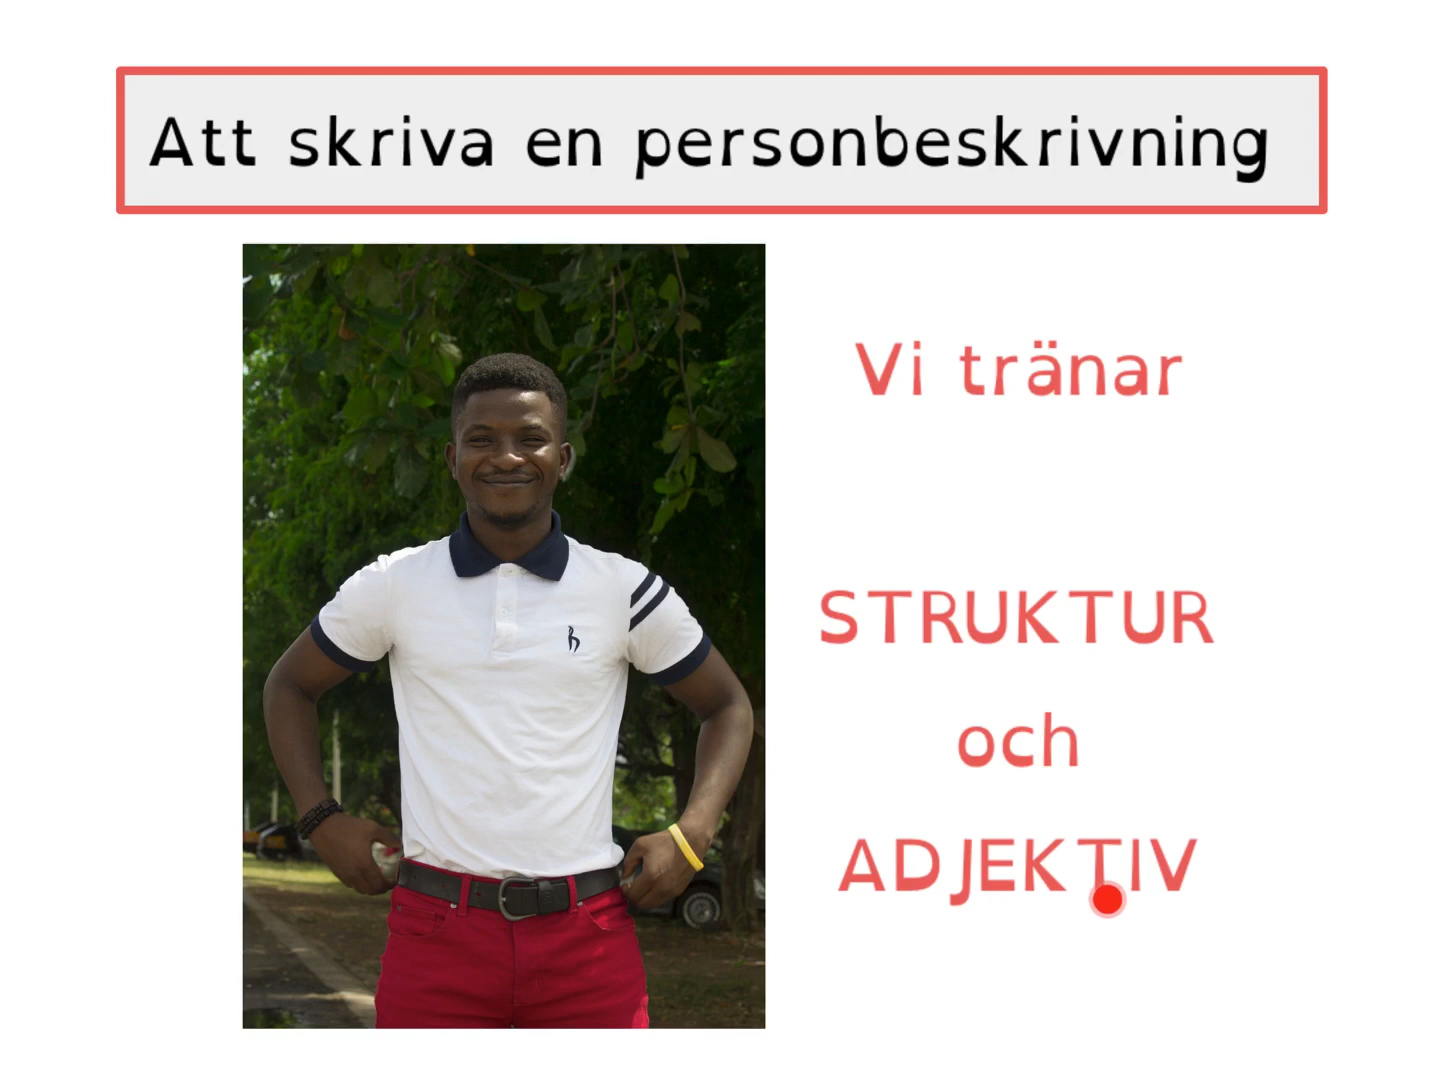 Att skriva en personbeskrivning
Vi tränar
STRUKTUR
och
ADJEKTIV